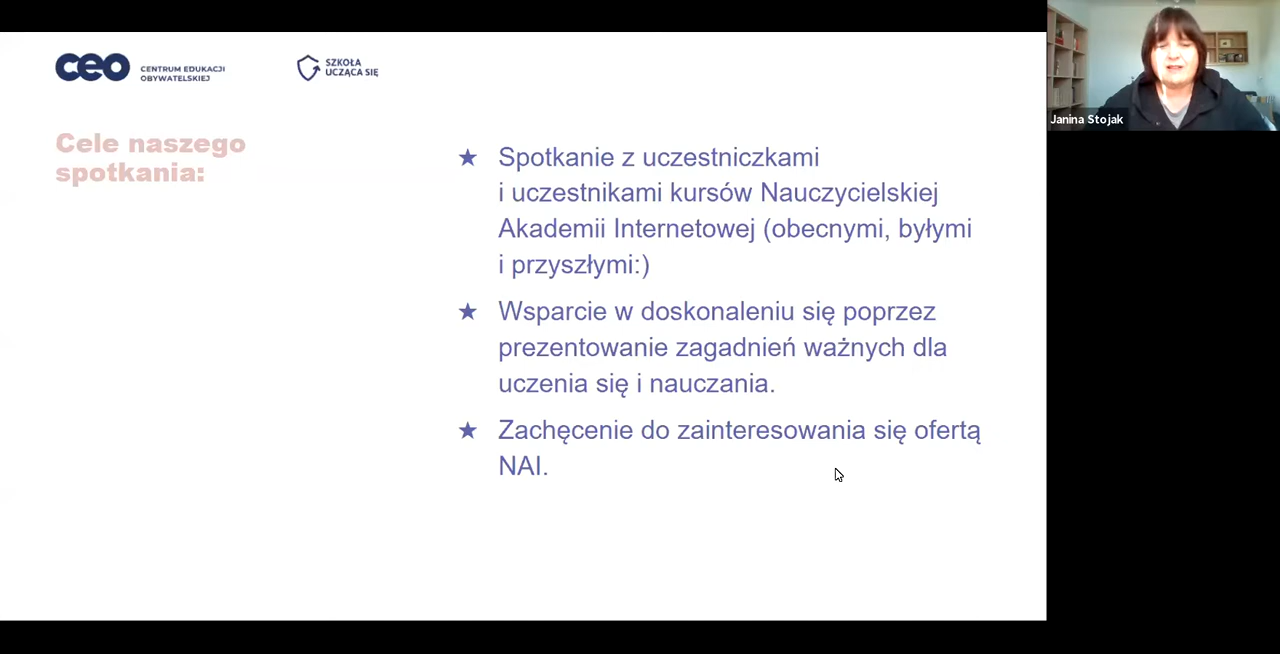 ceo
CENTRUM EDUKACJI
OBYWATELSKIEJ
SZKOŁA
UCZĄCA SIĘ
Janina Stojak
Cele naszego
spotkania:
★ Spotkanie z uczestniczkami
i uczestnikami kursów Nauczycielskiej
Akademii Internetowej (obecnymi, byłymi
i przyszłymi:)
★ Wsparcie w doskonaleniu się poprzez
prezentowanie zagadnień ważnych dla
uczenia się i nauczania.
★ Zachęcenie do zainteresowania się ofertą
NAI.